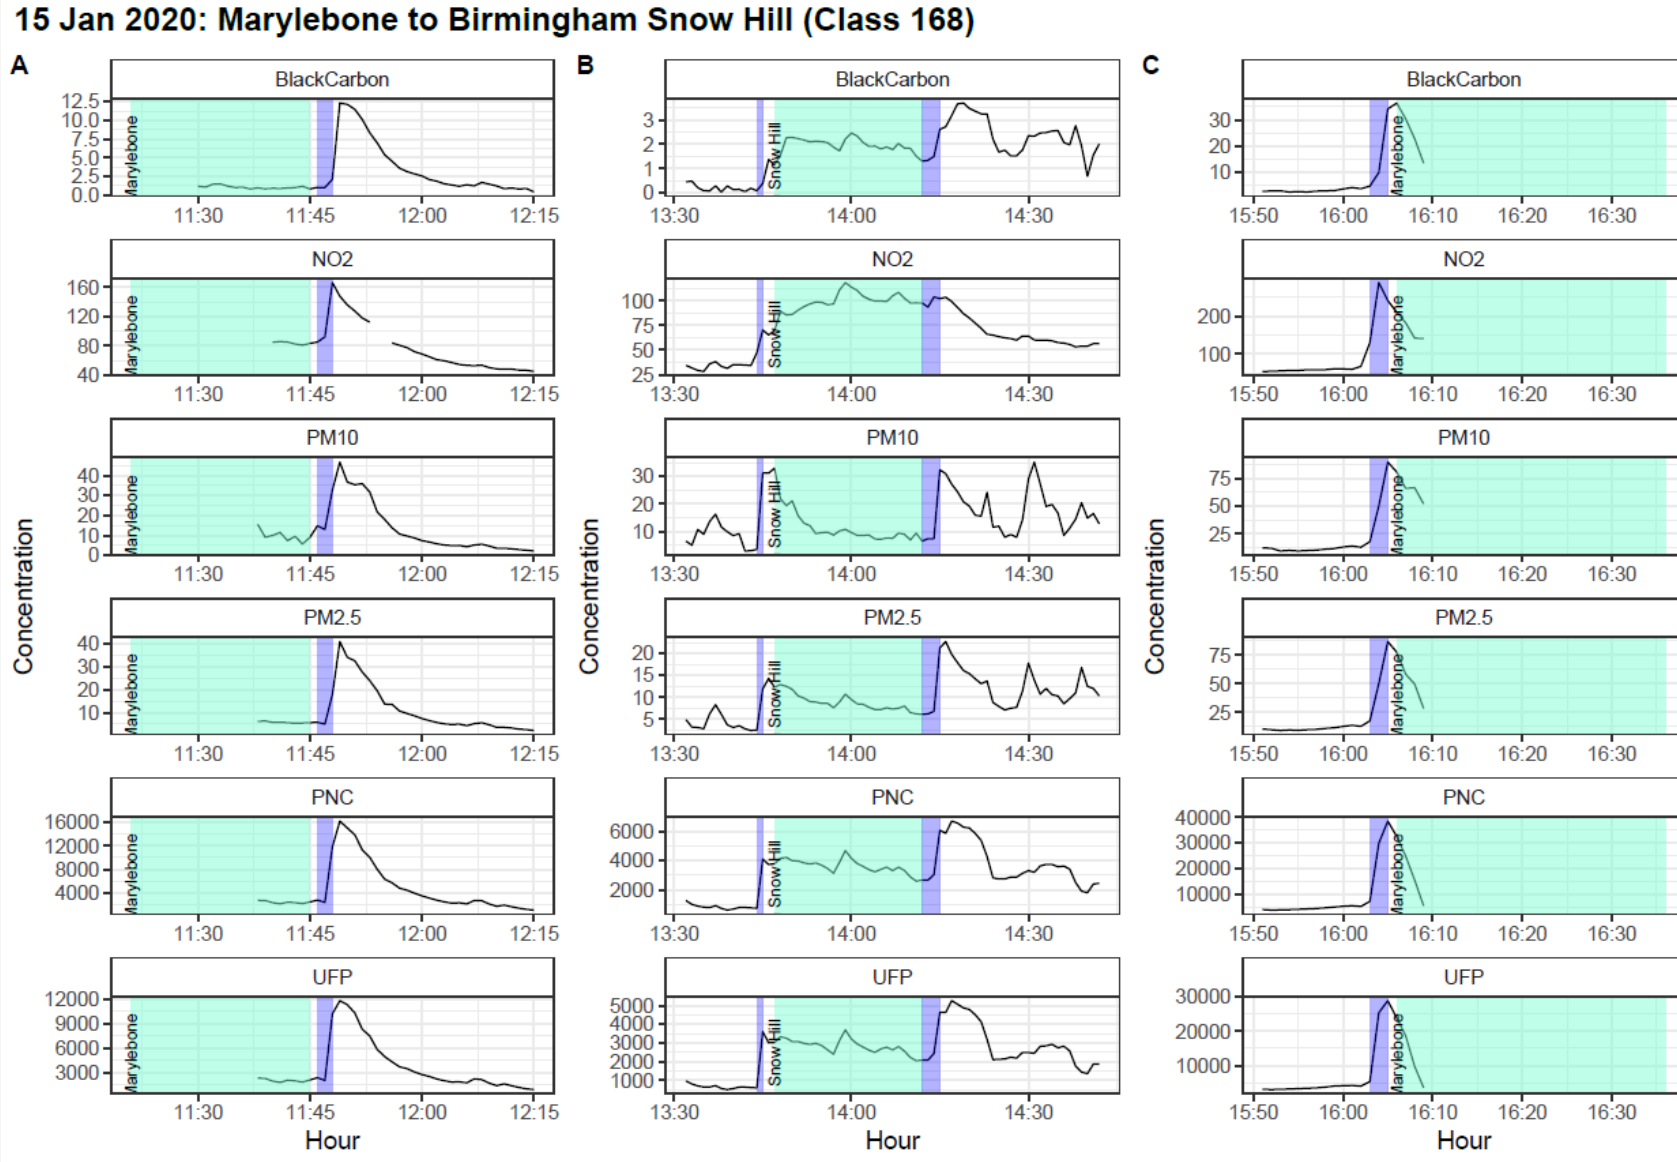 15 Jan 2020: Marylebone to Birmingham Snow Hill (Class 168)
A
BlackCarbon
12.5
10.0
7.5
5.0
2.5
0.0
Marylebone
11:30 11:45 12:00 12:15
NO2
160
120
80
40
Marylebone
11:30 11:45 12:00 12:15
PM10
40
30
20
10
0
Marylebone
11:30 11:45 12:00 12:15
PM2.5
40
30
20
10
Marylebone
11:30 11:45 12:00 12:15
PNC
16000
12000
8000
4000
Marylebone
11:30 11:45 12:00 12:15
UFP
12000
9000
6000
3000
Marylebone
11:30 11:45 12:00 12:15
Concentration
Hour
B
BlackCarbon
3
2
1
0
Snow Hill
13:30 14:00 14:30
NO2
100
75
50
25
Snow Hill
13:30 14:00 14:30
PM10
30
20
10
Snow Hill
13:30 14:00 14:30
PM2.5
20
15
10
5
Snow Hill
13:30 14:00 14:30
PNC
6000
4000
2000
Snow Hill
13:30 14:00 14:30
UFP
5000
4000
3000
2000
1000
Snow Hill
13:30 14:00 14:30
Concentration
Hour
C
BlackCarbon
30
20
10
Marylebone
15:50 16:00 16:10 16:20 16:30
NO2
200
100
Marylebone
15:50 16:00 16:10 16:20 16:30
PM10
75
50
25
Marylebone
15:50 16:00 16:10 16:20 16:30
PM2.5
75
50
25
Marylebone
15:50 16:00 16:10 16:20 16:30
PNC
40000
30000
20000
10000
Marylebone
15:50 16:00 16:10 16:20 16:30
UFP
30000
20000
10000
Marylebone
15:50 16:00 16:10 16:20 16:30
Concentration
Hour